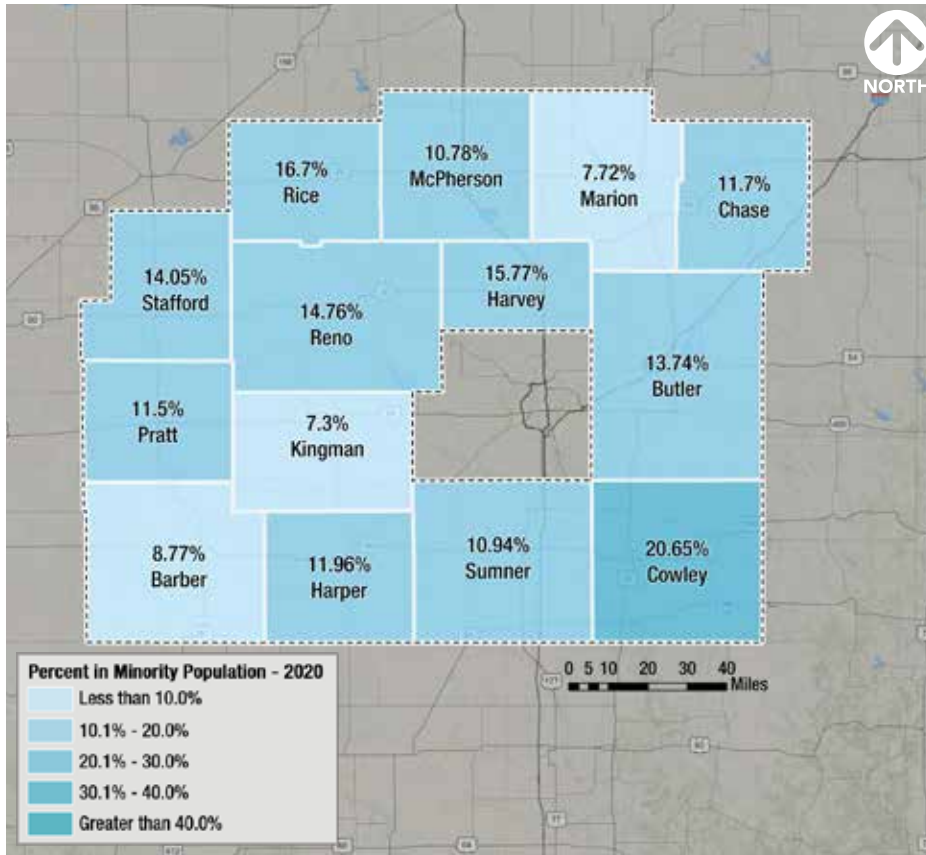 NORTH
16.7%
Rice
10.78%
McPherson
7.72%
Marion
11.7%
Chase
14.05%
Stafford
14.76%
Reno
15.77%
Harvey
13.74%
Butler
11.5%
Pratt
7.3%
Kingman
8.77%
Barber
11.96%
Harper
10.94%
Sumner
20.65%
Cowley
Percent in Minority Population - 2020
Less than 10.0%
10.1% - 20.0%
20.1% - 30.0%
30.1% - 40.0%
Greater than 40.0%
0 5 10 20 30 40
Miles
77